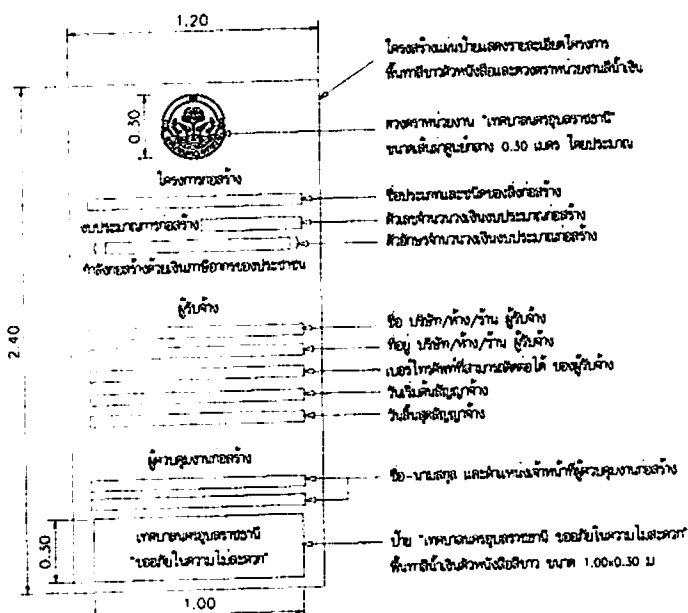 1.20
โครงสร้างแผ่นป้ายแสดงรายละเอียดโครงการ
พื้นทาสีขาวตัวหนังสือและดวงตราหน่วยงานสีน้ำเงิน
0.30
ดวงตราหน่วยงาน "เทศบาลนครอุบลราชธานี"
ขนาดเส้นผ่าศูนย์กลาง 0.30 เมตร โดยประมาณ
โครงการก่อสร้าง
ชื่อประเภทและชนิดของสิ่งก่อสร้าง
งบประมาณการก่อสร้าง
ตัวเลขจำนวนวงเงินงบประมาณก่อสร้าง
( )
ตัวอักษรจำนวนวงเงินงบประมาณก่อสร้าง
กำลังก่อสร้างด้วยเงินภาษีอากรของประชาชน
2.40
ผู้รับจ้าง
ชื่อ บริษัท/ห้าง/ร้าน ผู้รับจ้าง
ที่อยู่ บริษัท/ห้าง/ร้าน ผู้รับจ้าง
เบอร์โทรศัพท์ที่สามารถติดต่อได้ ของผู้รับจ้าง
วันเริ่มต้นสัญญาจ้าง
วันสิ้นสุดสัญญาจ้าง
ผู้ควบคุมงานก่อสร้าง
ชื่อ-นามสกุล และตำแหน่งเจ้าหน้าที่ผู้ควบคุมงานก่อสร้าง
0.30
เทศบาลนครอุบลราชธานี
"ขออภัยในความไม่สะดวก"
ป้าย "เทศบาลนครอุบลราชธานี ขออภัยในความไม่สะดวก"
พื้นทาสีน้ำเงินตัวหนังสือสีขาว ขนาด 1.00x0.30 ม
1.00